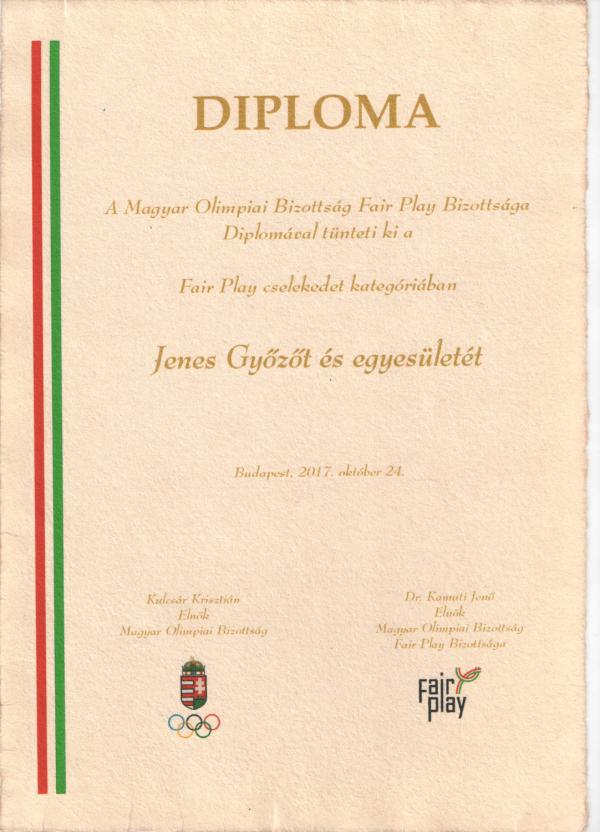 DIPLOMA
A Magyar Olimpiai Bizottság Fair Play Bizottsága
Diplomával tünteti ki a
Fair Play cselekedet kategóriában
Jenes Győzőt és egyesületét
Budapest, 2017. október 24.
Kulcsár Krisztián
Elnök
Magyar Olimpiai Bizottság
Dr. Kamuti Jenő
Elnök
Magyar Olimpiai Bizottság
Fair Play Bizottsága
Fair
play